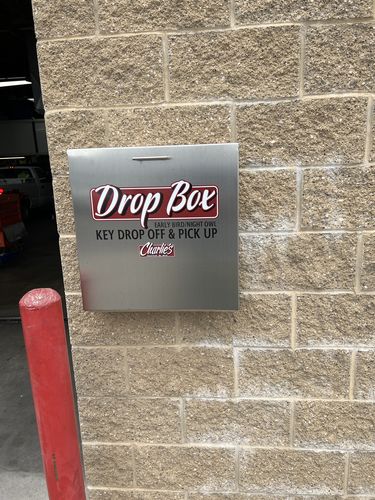 Drop Box
EARLY BIRD/NIGHT OWL
KEY DROP OFF & PICK UP
Charlie's